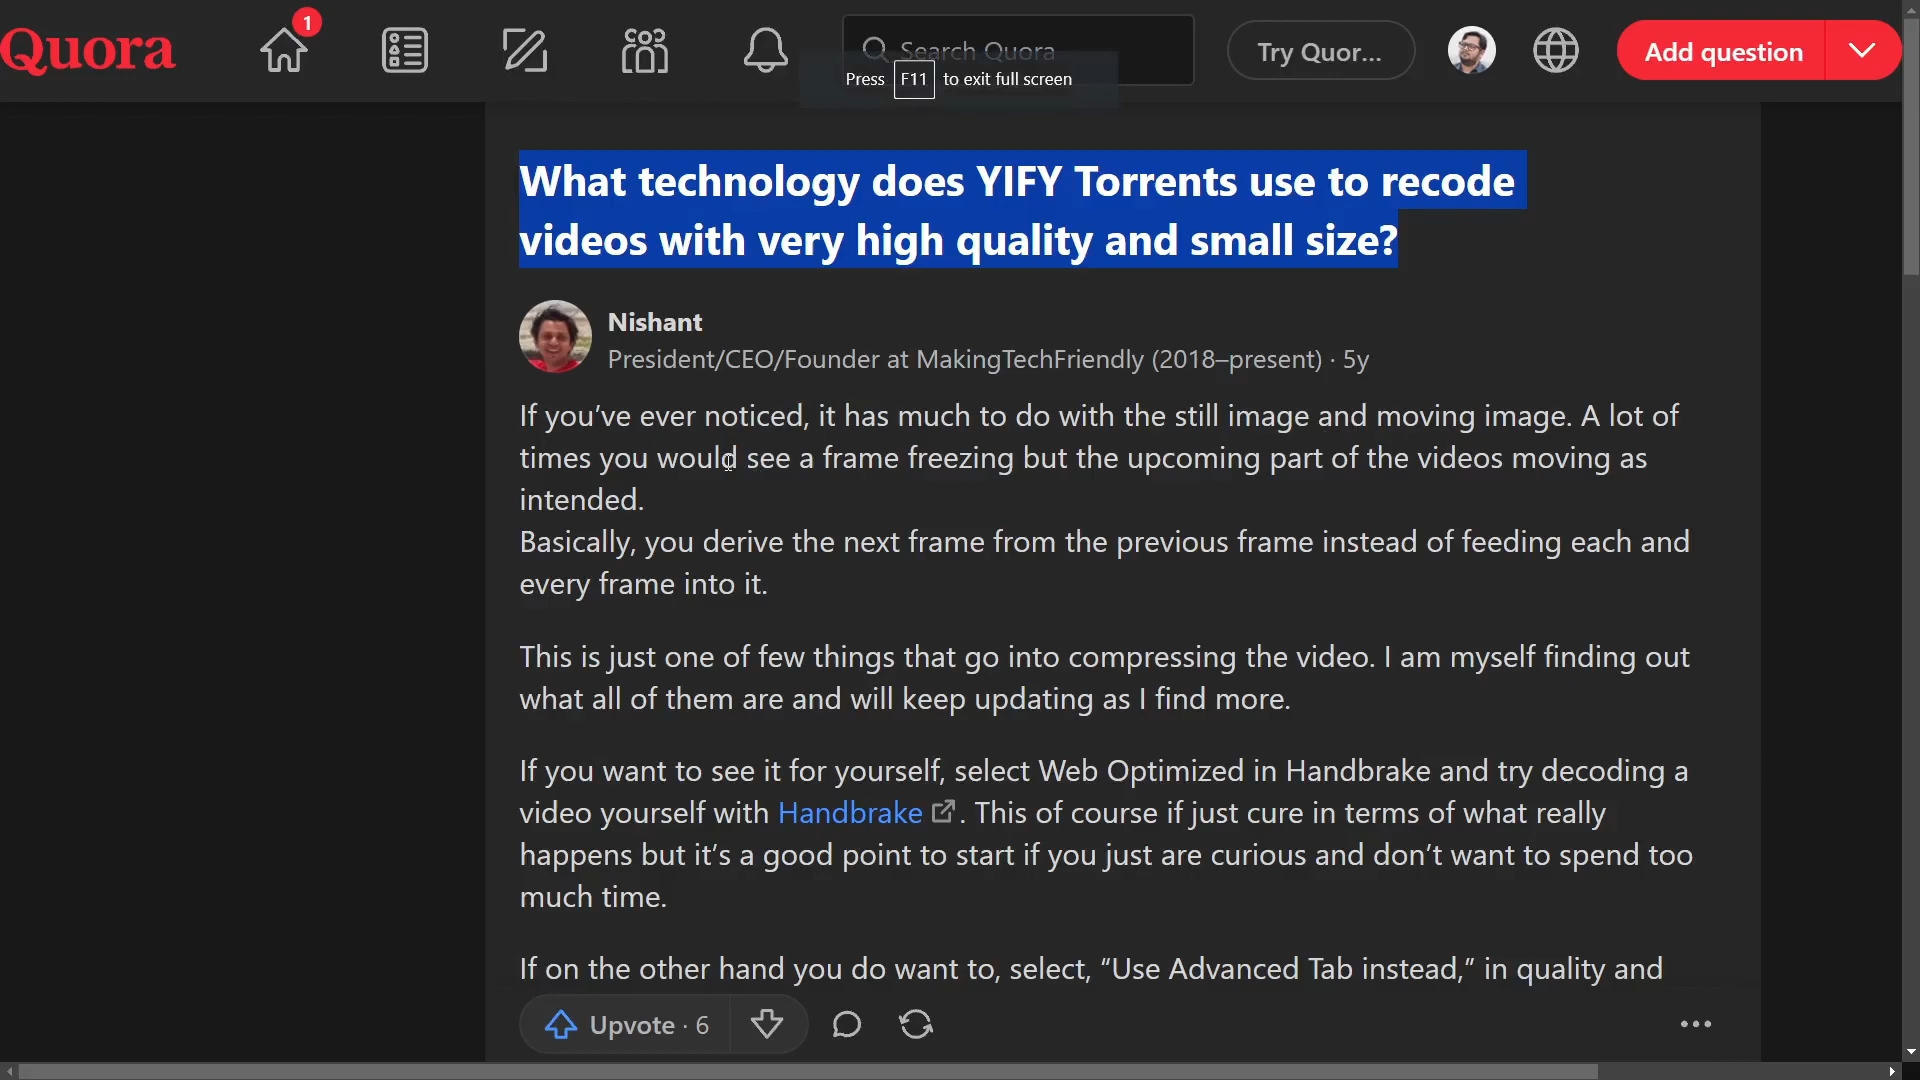 Quora
1
Search Quora
Try Quor...
Add question
Press F11 to exit full screen
What technology does YIFY Torrents use to recode
videos with very high quality and small size?
Nishant
President/CEO/Founder at MakingTechFriendly (2018–present) · 5y
If you’ve ever noticed, it has much to do with the still image and moving image. A lot of
times you would see a frame freezing but the upcoming part of the videos moving as
intended.
Basically, you derive the next frame from the previous frame instead of feeding each and
every frame into it.
This is just one of few things that go into compressing the video. I am myself finding out
what all of them are and will keep updating as I find more.
If you want to see it for yourself, select Web Optimized in Handbrake and try decoding a
video yourself with Handbrake . This of course if just cure in terms of what really
happens but it’s a good point to start if you just are curious and don’t want to spend too
much time.
If on the other hand you do want to, select, “Use Advanced Tab instead,” in quality and
Upvote · 6